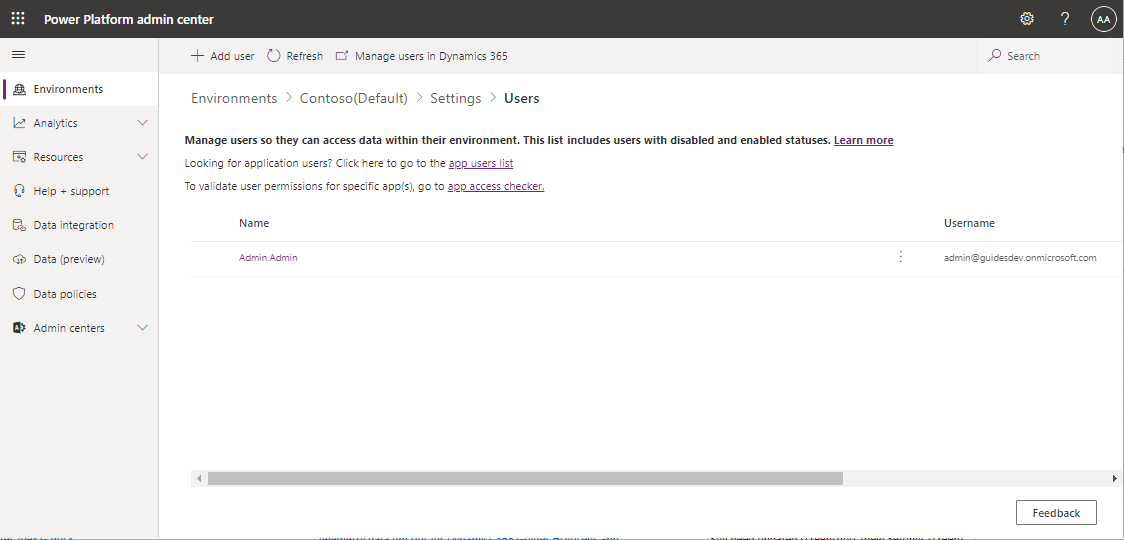 Power Platform admin center
? AA
+ Add user Refresh Manage users in Dynamics 365 Search
Environments
Analytics
Resources
Help + support
Data integration
Data (preview)
Data policies
Admin centers
Environments > Contoso(Default) > Settings > Users
Manage users so they can access data within their environment. This list includes users with disabled and enabled statuses. Learn more
Looking for application users? Click here to go to the app users list
To validate user permissions for specific app(s), go to app access checker.
Name Username
Admin Admin admin@guidesdev.onmicrosoft.com
Feedback